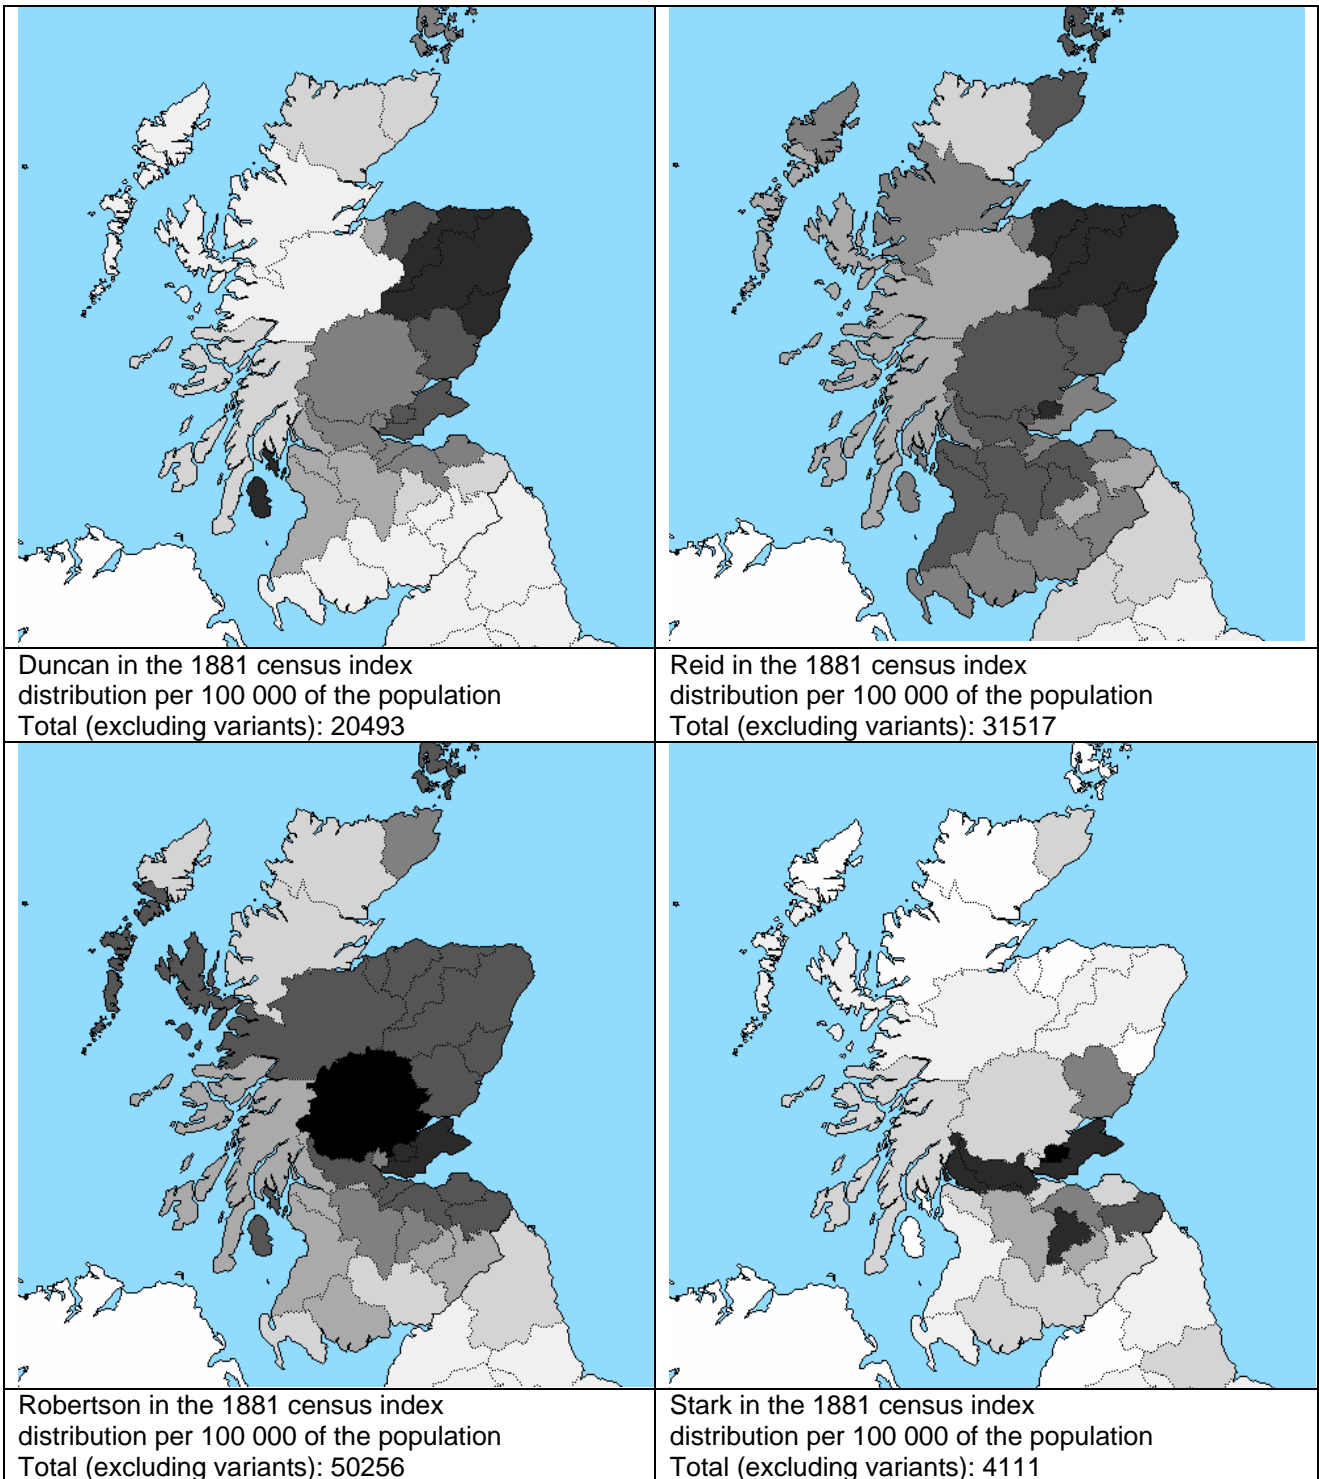 Duncan in the 1881 census index
distribution per 100 000 of the population
Total (excluding variants): 20493
Reid in the 1881 census index
distribution per 100 000 of the population
Total (excluding variants): 31517
Robertson in the 1881 census index
distribution per 100 000 of the population
Total (excluding variants): 50256
Stark in the 1881 census index
distribution per 100 000 of the population
Total (excluding variants): 4111